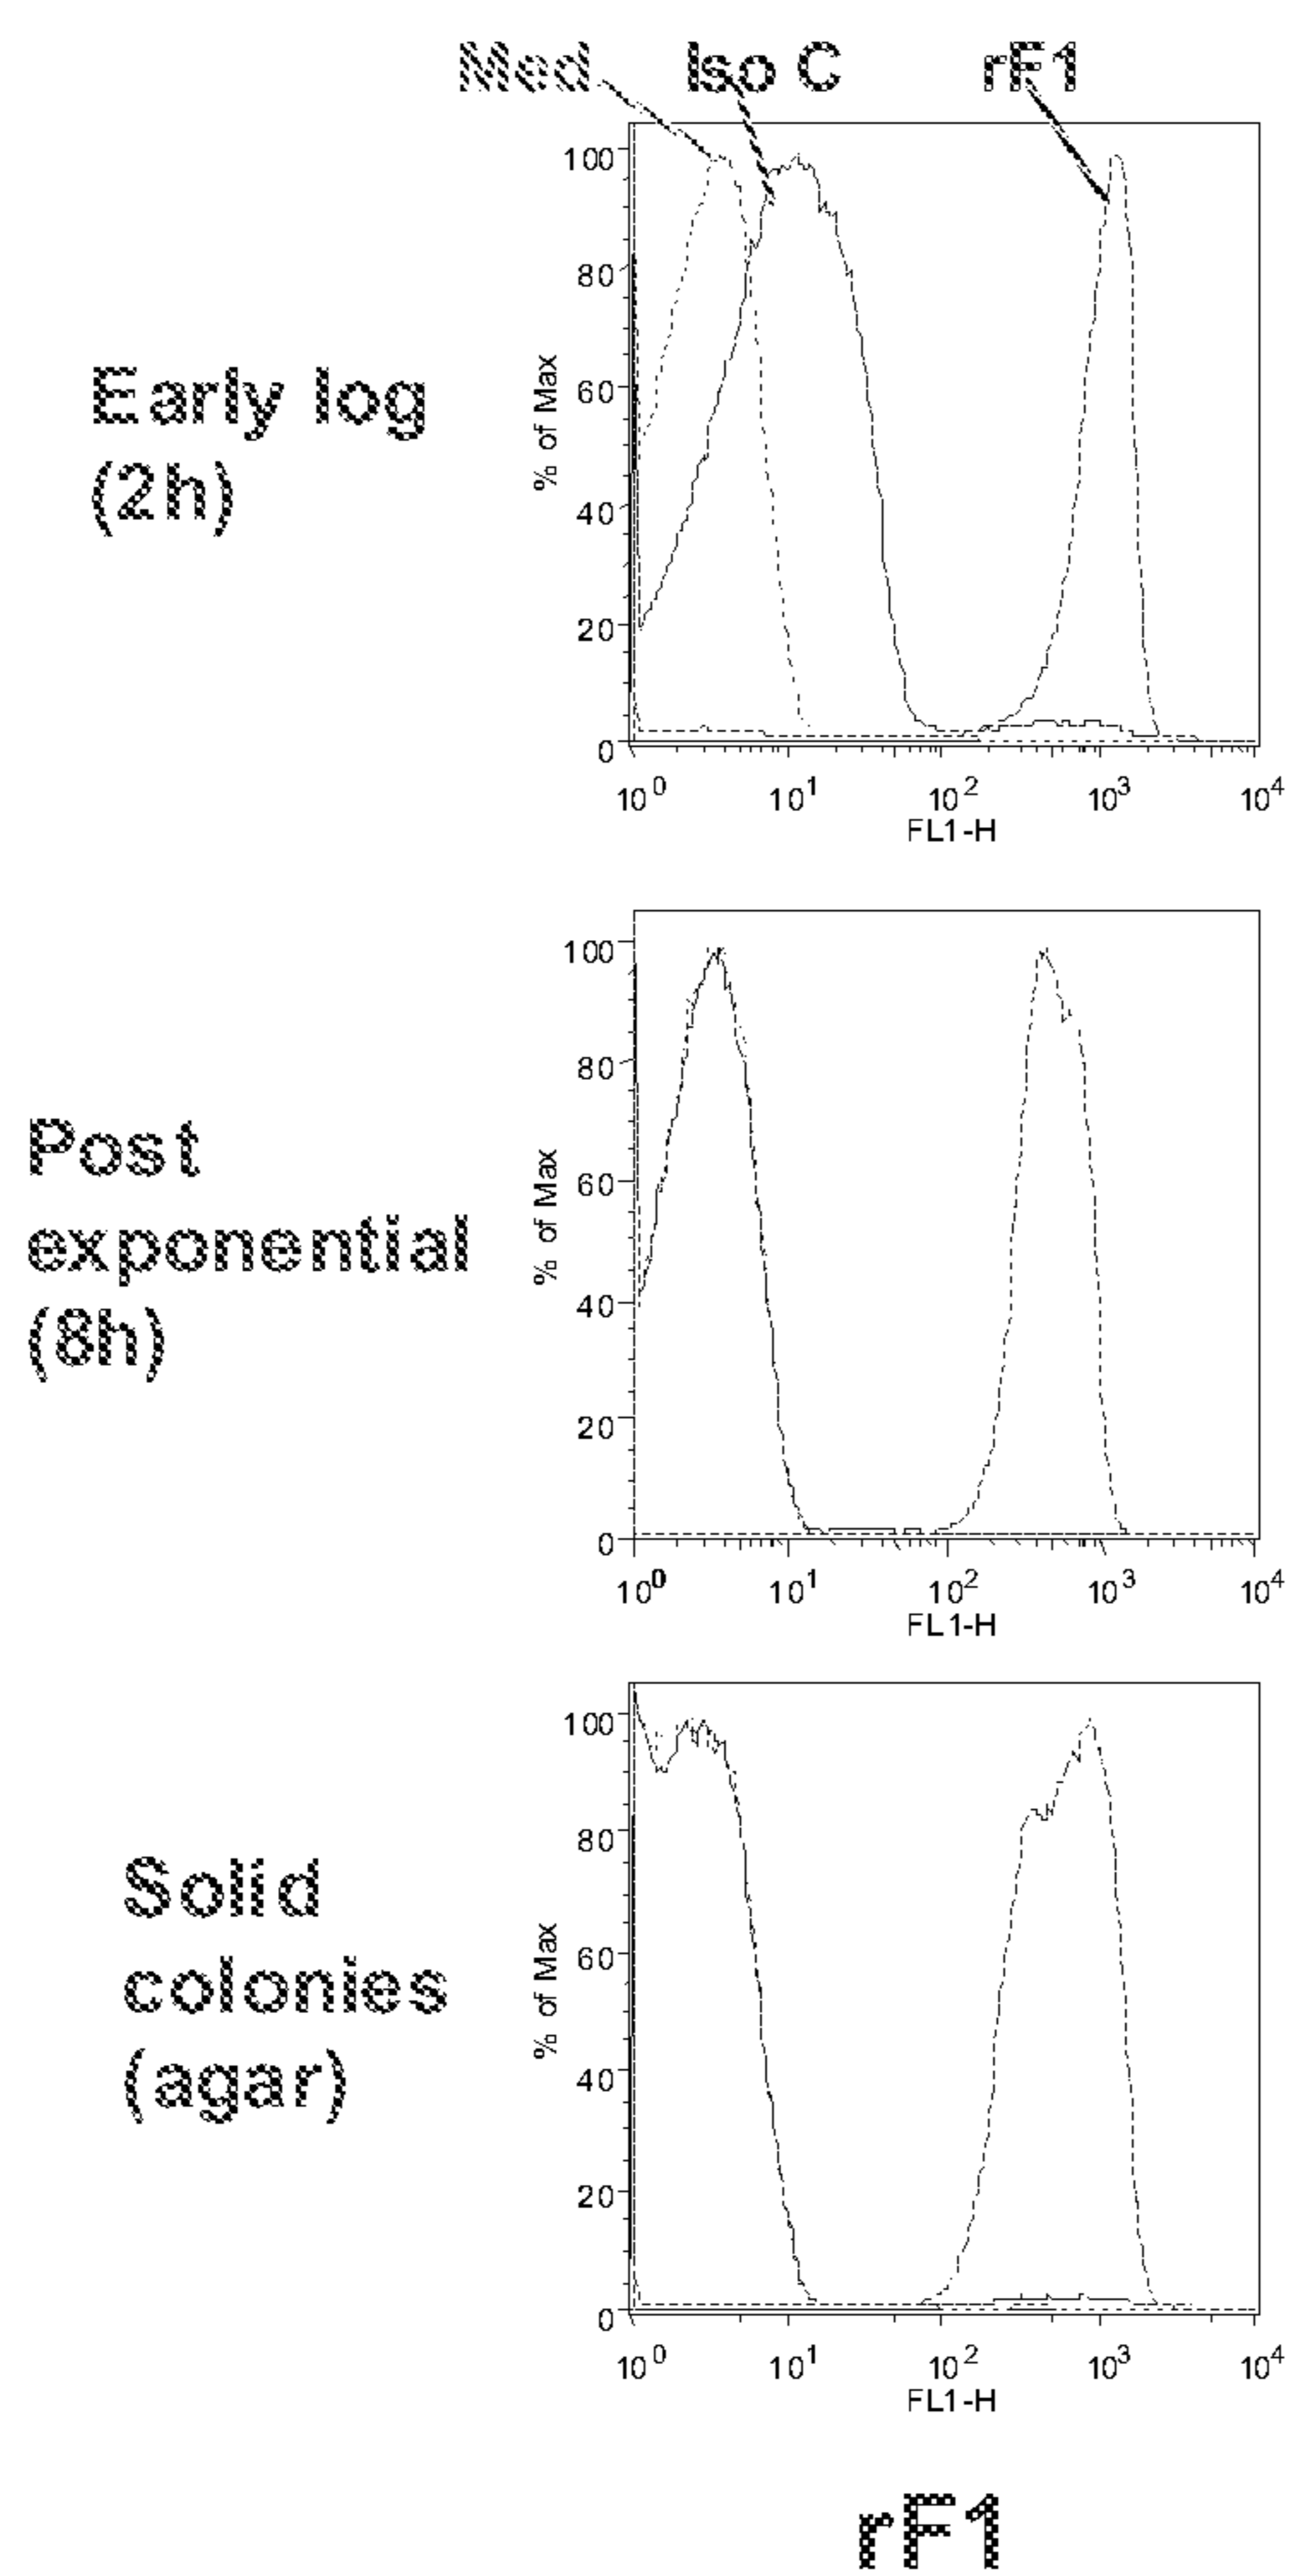 Med Iso C rF1
Early log
(2h)
% of Max
100
80
60
40
20
0
10^0 10^1 10^2 10^3 10^4
FL1-H
Post
exponential
(8h)
% of Max
100
80
60
40
20
0
10^0 10^1 10^2 10^3 10^4
FL1-H
Solid
colonies
(agar)
% of Max
100
80
60
40
20
0
10^0 10^1 10^2 10^3 10^4
FL1-H
rF1